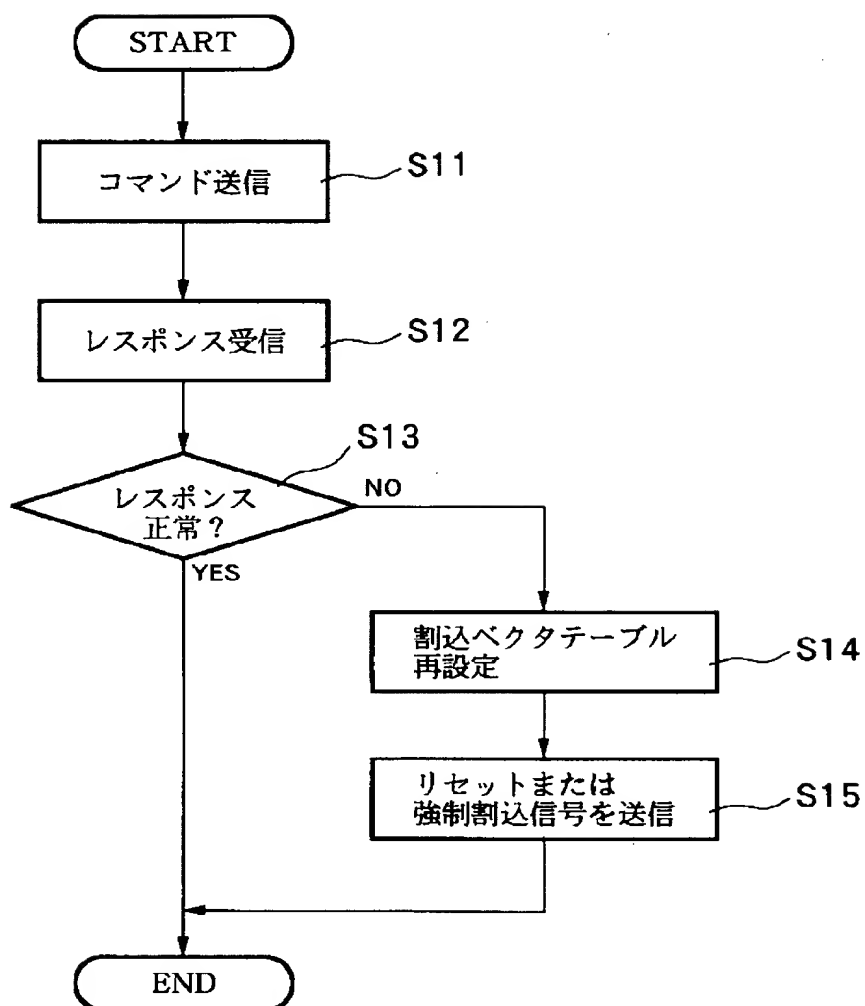 START
コマンド送信
S11
レスポンス受信
S12
S13
レスポンス
正常？
NO
YES
割込ベクタテーブル
再設定
S14
リセットまたは
強制割込信号を送信
S15
END